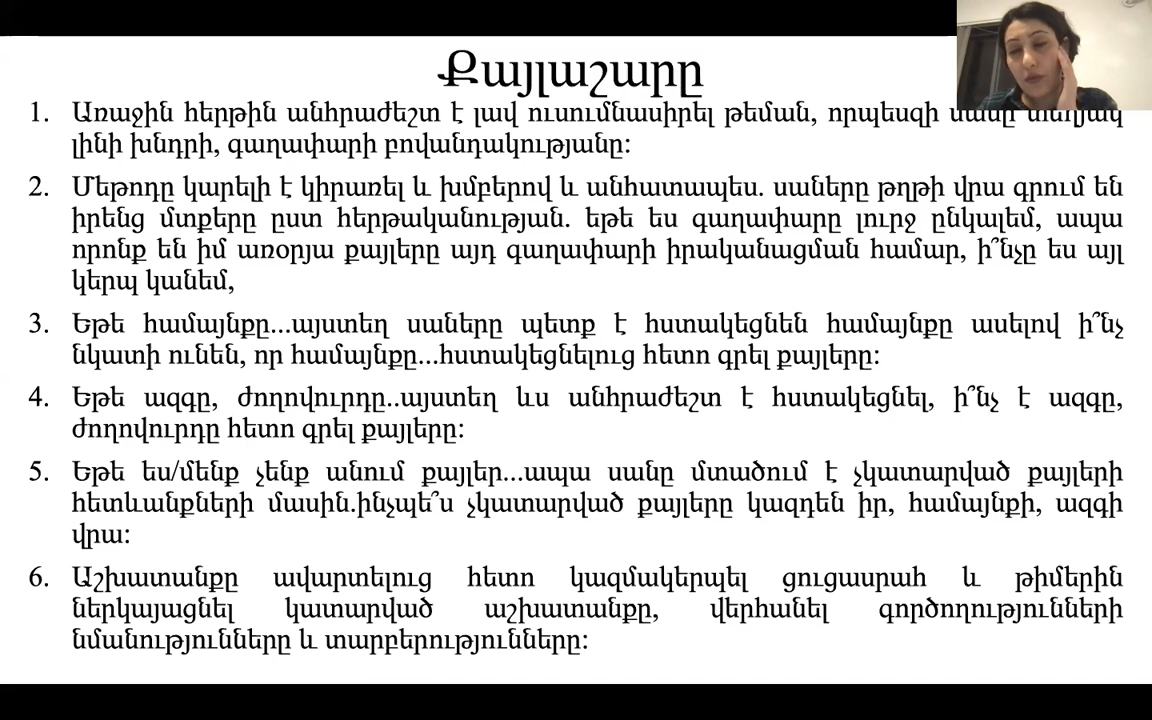 Քայլաշարը
1. Առաջին հերթին անհրաժեշտ է լավ ուսումնասիրել թեման, որպեսզի
լինի խնդրի, գաղափարի բովանդակությանը:
2. Մեթոդը կարելի է կիրառել և խմբերով և անհատապես. սաները թղթի վրա գրում են
իրենց մտքերը ըստ հերթականության. եթե ես գաղափարը լուրջ ընկալեմ, ապա
որոնք են իմ առօրյա քայլերը այդ գաղափարի իրականացման համար, ի՞նչը ես այլ
կերպ կանեմ,
3. Եթե համայնքը...այստեղ սաները պետք է հստակեցնեն համայնքը ասելով ի՞նչ
նկատի ունեն, որ համայնքը...հստակեցնելուց հետո գրել քայլերը:
4. Եթե ազգը, ժողովուրդը..այստեղ ևս անհրաժեշտ է հստակեցնել, ի՞նչ է ազգը,
ժողովուրդը հետո գրել քայլերը:
5. Եթե ես/մենք չենք անում քայլեր...ապա սանը մտածում է չկատարված քայլերի
հետևանքների մասին.ինչպե՞ս չկատարված քայլերը կազդեն իր, համայնքի, ազգի
վրա:
6. Աշխատանքը ավարտելուց հետո կազմակերպել ցուցասրահ և թիմերին
ներկայացնել կատարված աշխատանքը, վերհանել գործողությունների
նմանությունները և տարբերությունները: